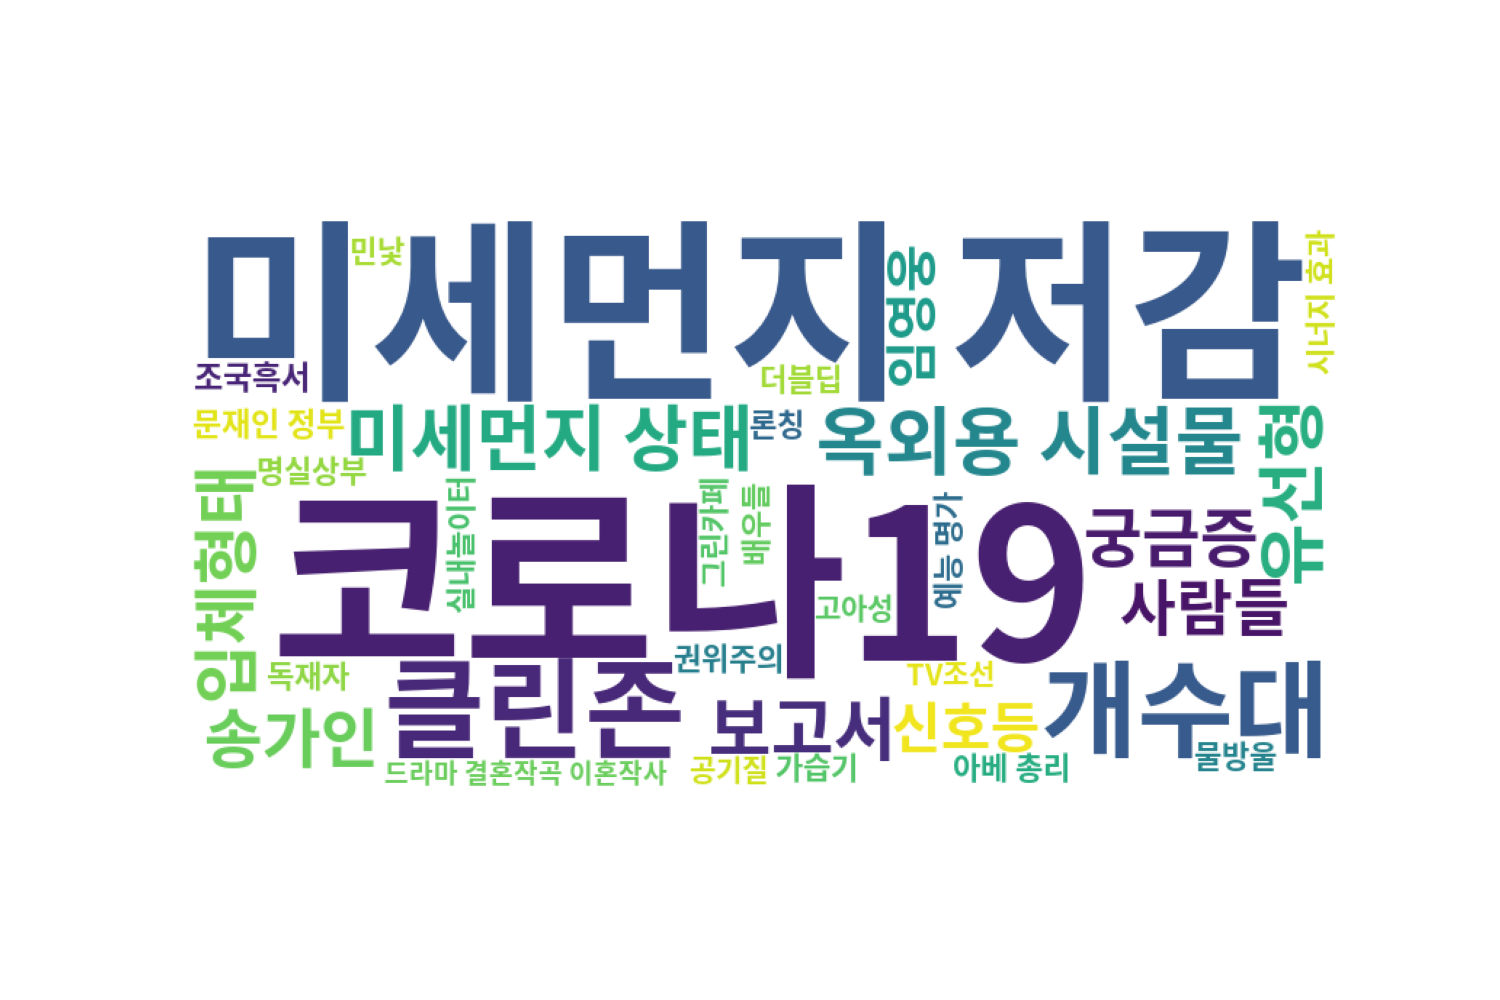 미세먼지 저감
민낯
임영웅
시너지 효과
조국흑서
더블딥
문재인 정부
미세먼지 상태
론칭
옥외용 시설물
유선형
명실상부
입체형태
코로나19
실내놀이터
그린카페
배우들
예능 명가
궁금증
사람들
고아성
권위주의
독재자
클린존
TV조선
개수대
송가인
보고서
신호등
물방울
드라마 결혼작곡 이혼작사
공기질
가습기
아베 총리